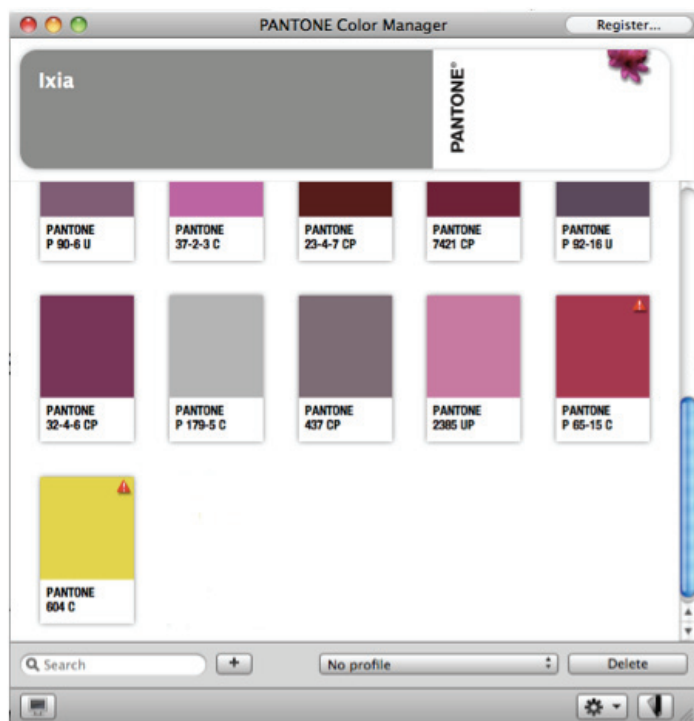 PANTONE Color Manager
Register...
Ixia
PANTONE®
PANTONE
P 90-6 U
PANTONE
37-2-3 C
PANTONE
23-4-7 CP
PANTONE
7421 CP
PANTONE
P 92-16 U
PANTONE
32-4-6 CP
PANTONE
P 179-5 C
PANTONE
437 CP
PANTONE
2385 UP
PANTONE
P 65-15 C
PANTONE
604 C
Search
+
No profile
Delete